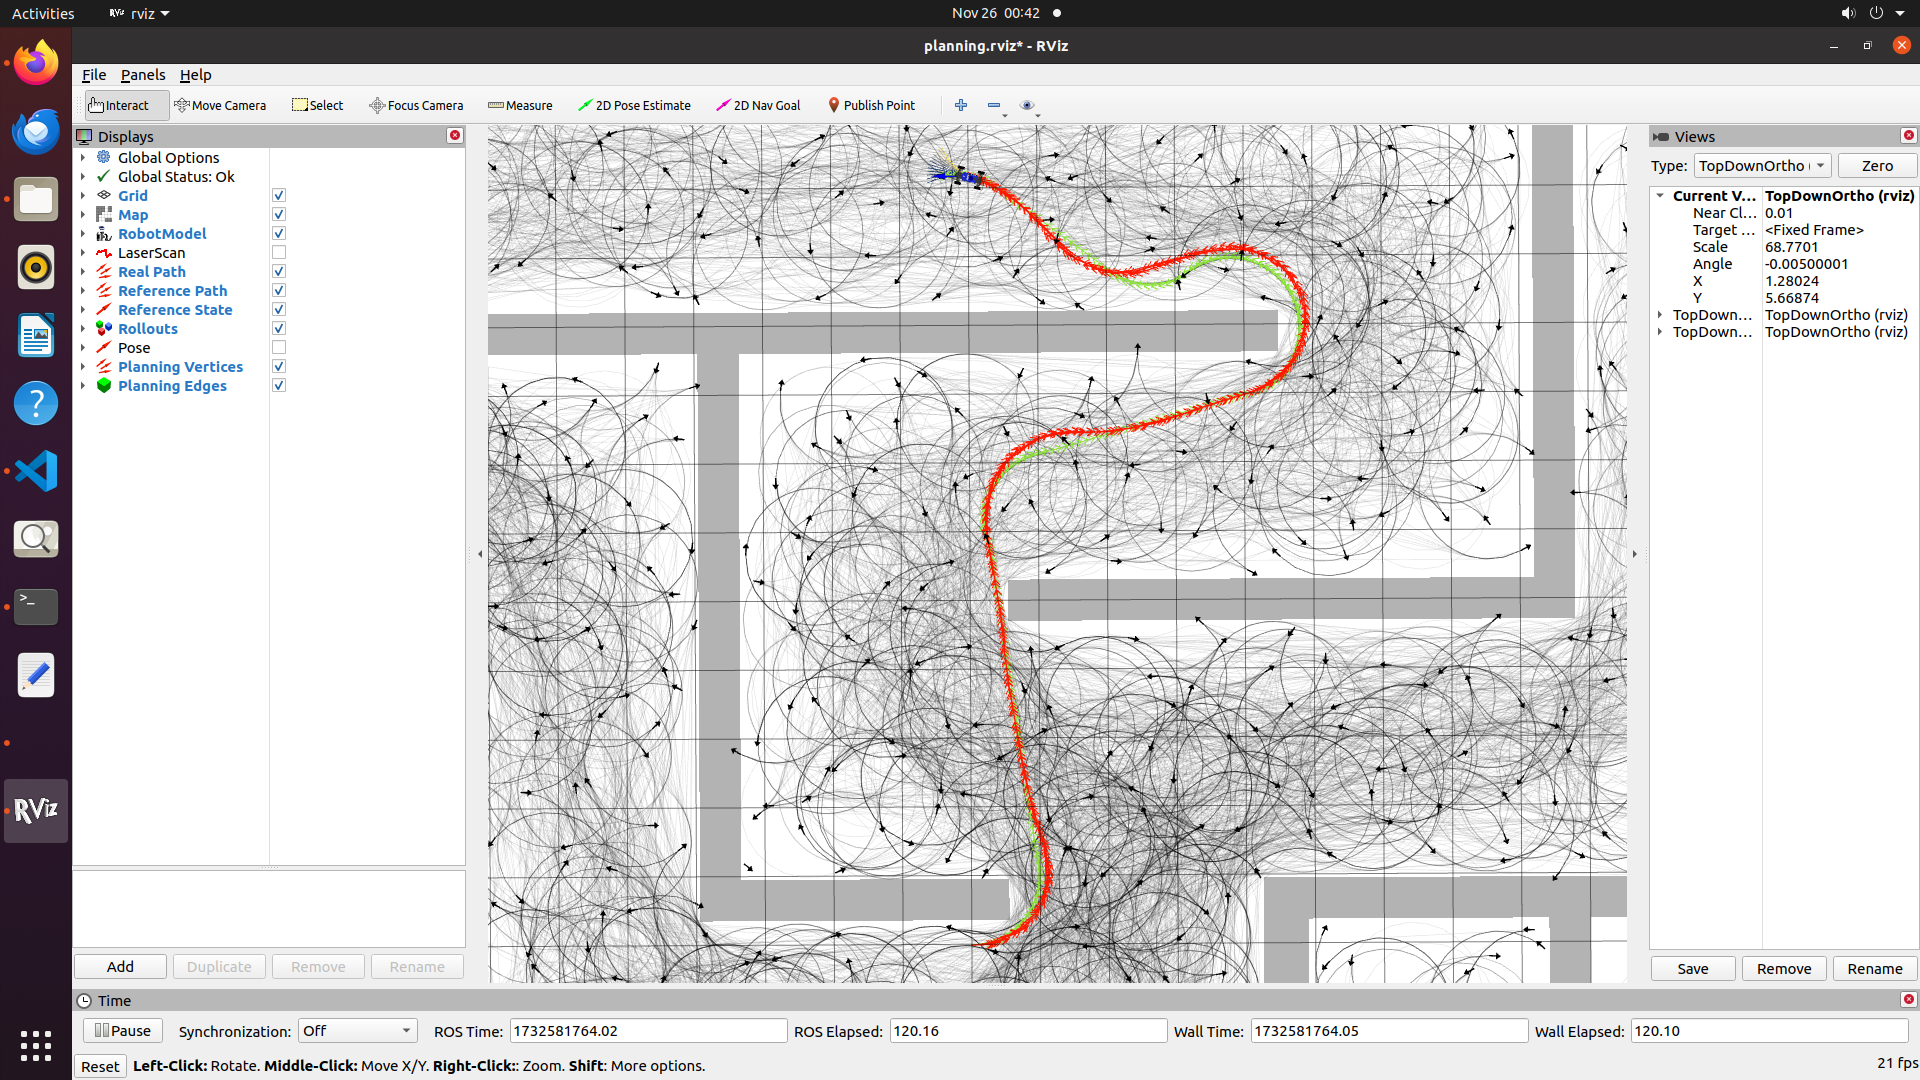 Activities rviz Nov 26 00:42
planning.rviz* - RViz
File Panels Help
Interact Move Camera Select Focus Camera Measure 2D Pose Estimate 2D Nav Goal Publish Point
Displays
Global Options
Global Status: Ok
Grid
Map
RobotModel
LaserScan
Real Path
Reference Path
Reference State
Rollouts
Pose
Planning Vertices
Planning Edges
Add Duplicate Remove Rename
Views
Type: TopDownOrtho ( Zero
Current V... TopDownOrtho (rviz)
Near Cl... 0.01
Target ... <Fixed Frame>
Scale 68.7701
Angle -0.00500001
X 1.28024
Y 5.66874
TopDown... TopDownOrtho (rviz)
TopDown... TopDownOrtho (rviz)
Save Remove Rename
RViz
Time
Pause Synchronization: Off ROS Time: 1732581764.02 ROS Elapsed: 120.16 Wall Time: 1732581764.05 Wall Elapsed: 120.10
Reset Left-Click: Rotate. Middle-Click: Move X/Y. Right-Click:: Zoom. Shift: More options. 21 fps